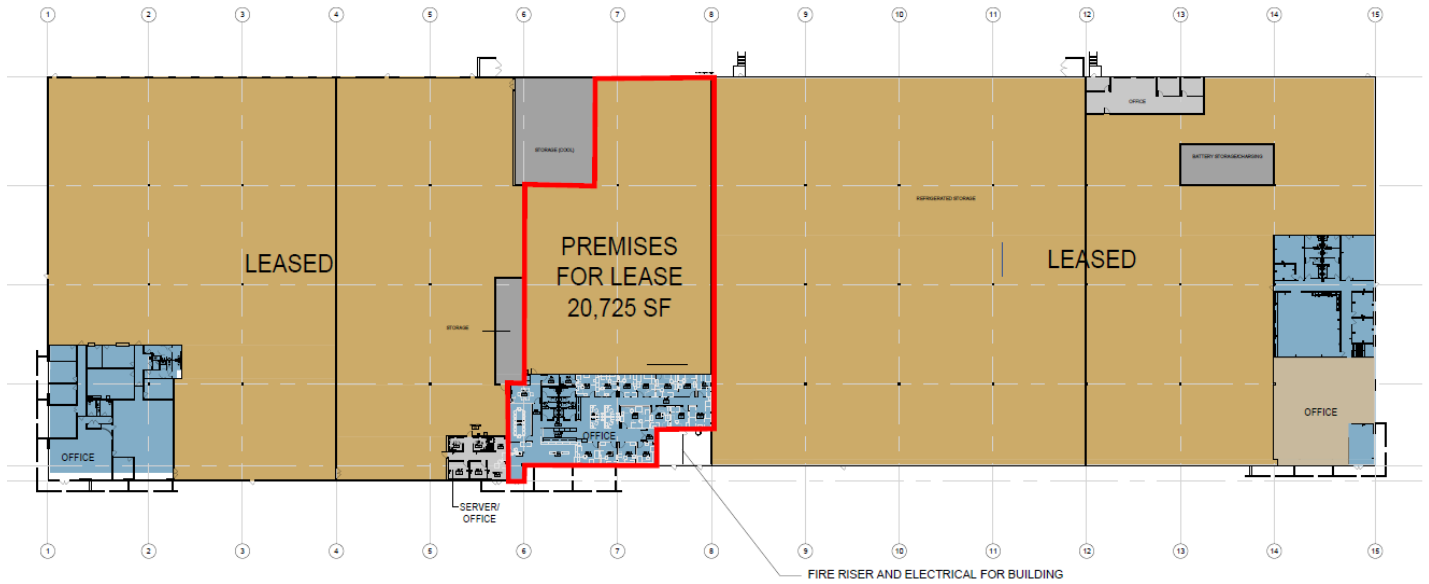 1 2 3 4 5 6 7 8 9 10 11 12 13 14 15
OFFICE
STORAGE (COOL)
BATTERY STORAGE/CHARGING
REFRIGERATED STORAGE
PREMISES
FOR LEASE
20,725 SF
LEASED
LEASED
STORAGE
OFFICE
OFFICE
OFFICE
SERVER/
OFFICE
1 2 3 4 5 6 7 8 9 10 11 12 13 14 15
FIRE RISER AND ELECTRICAL FOR BUILDING